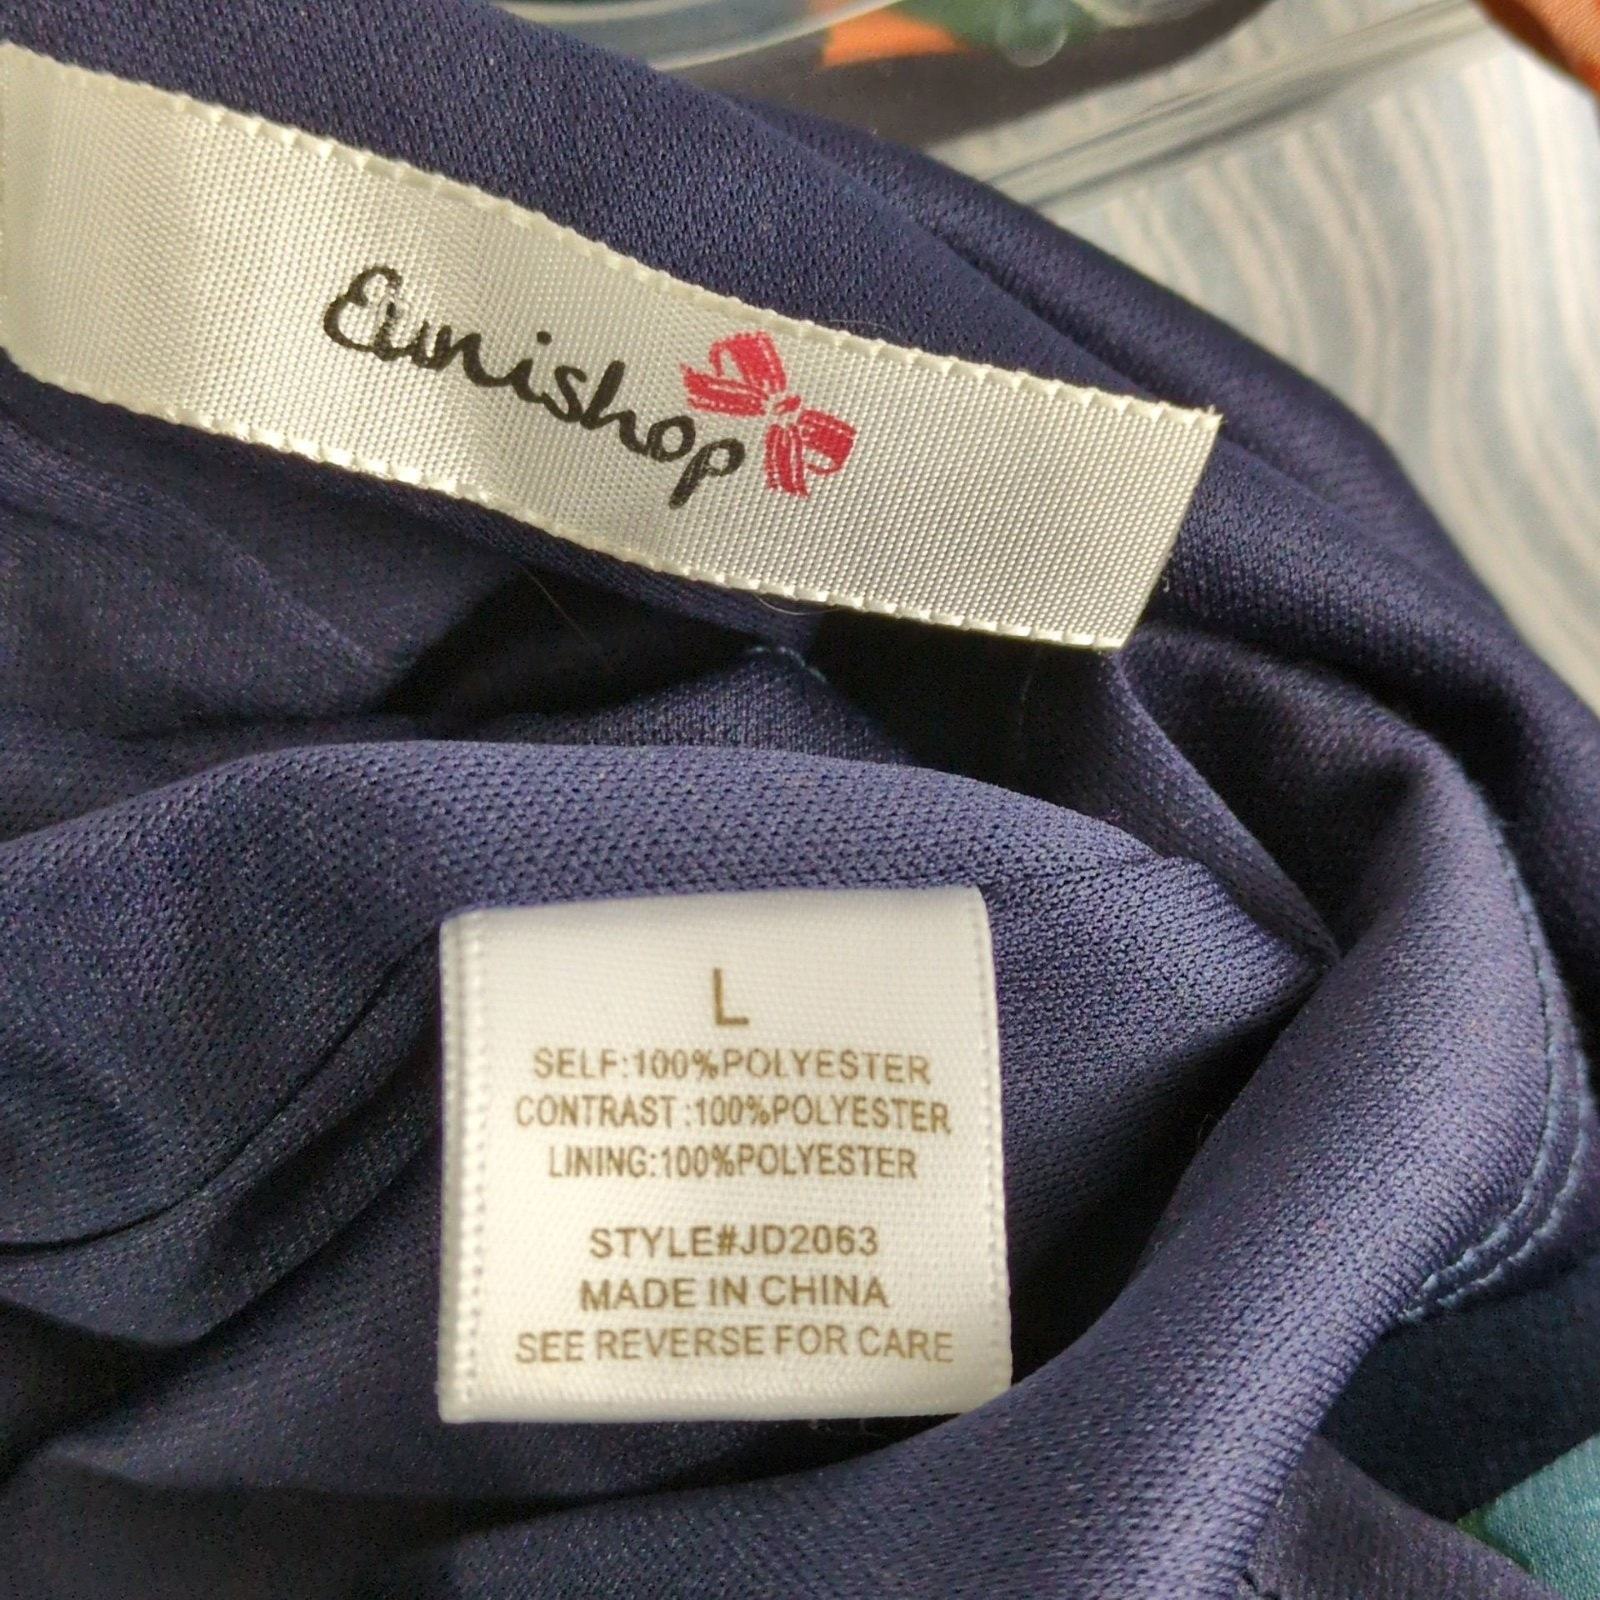 Eunishop
L
SELF:100%POLYESTER
CONTRAST:100%POLYESTER
LINING:100%POLYESTER
STYLE#JD2063
MADE IN CHINA
SEE REVERSE FOR CARE